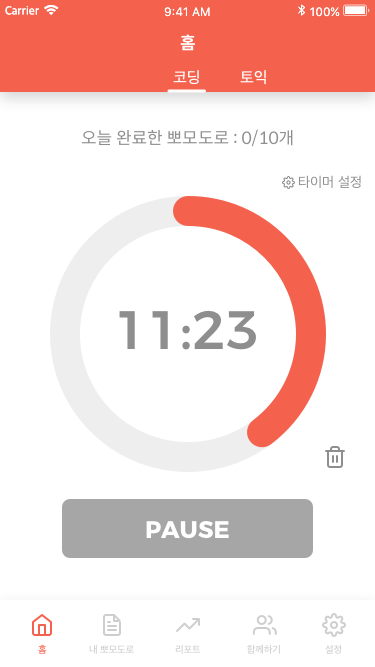 Carrier 9:41 AM 100%
홈
코딩 토익
오늘 완료한 뽀모도로 : 0/10개
타이머 설정
11:23
PAUSE
홈 내 뽀모도로 리포트 함께하기 설정